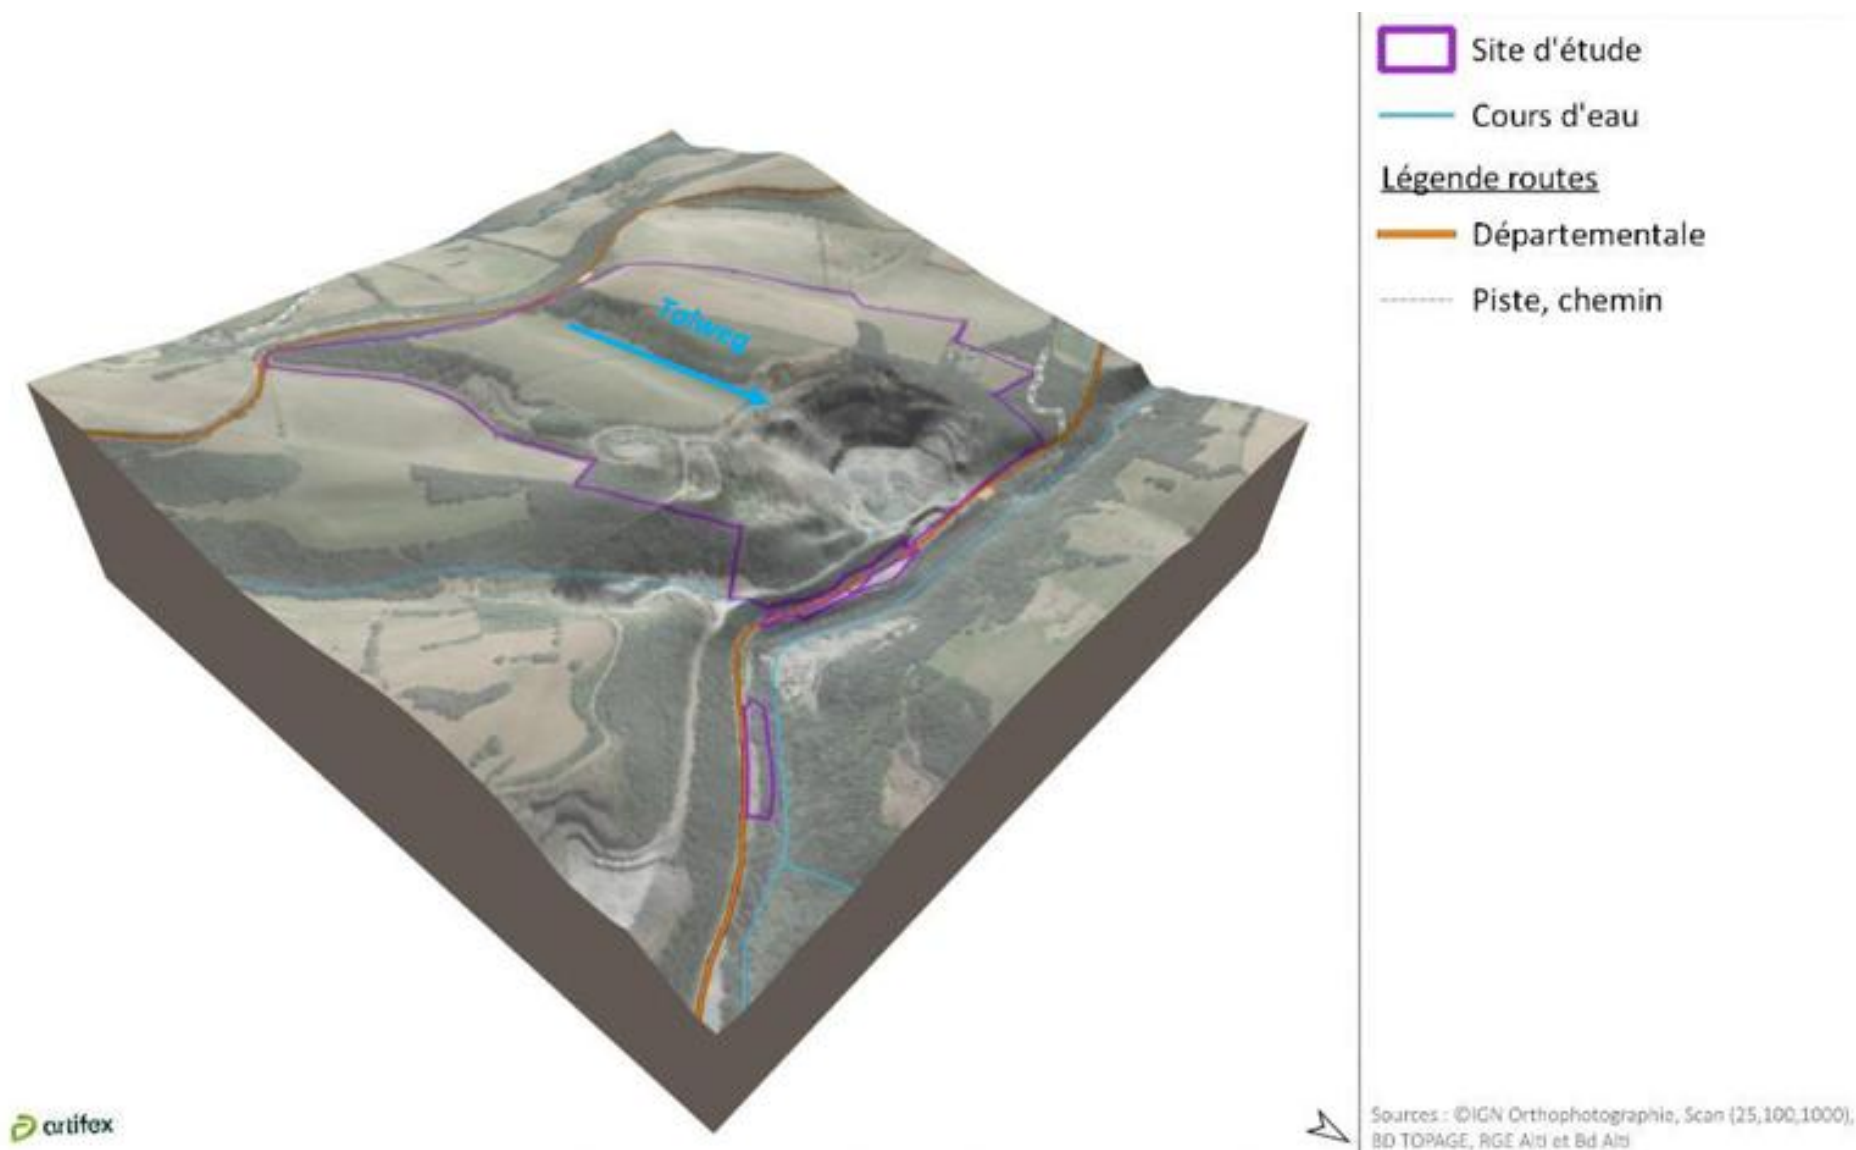 Site d'étude
Cours d'eau
Légende routes
Départementale
Piste, chemin
Talweg
artifex
Sources : ©IGN Orthophotographie, Scan (25,100,1000),
BD TOPAGE, RGE Alti et Bd Alti